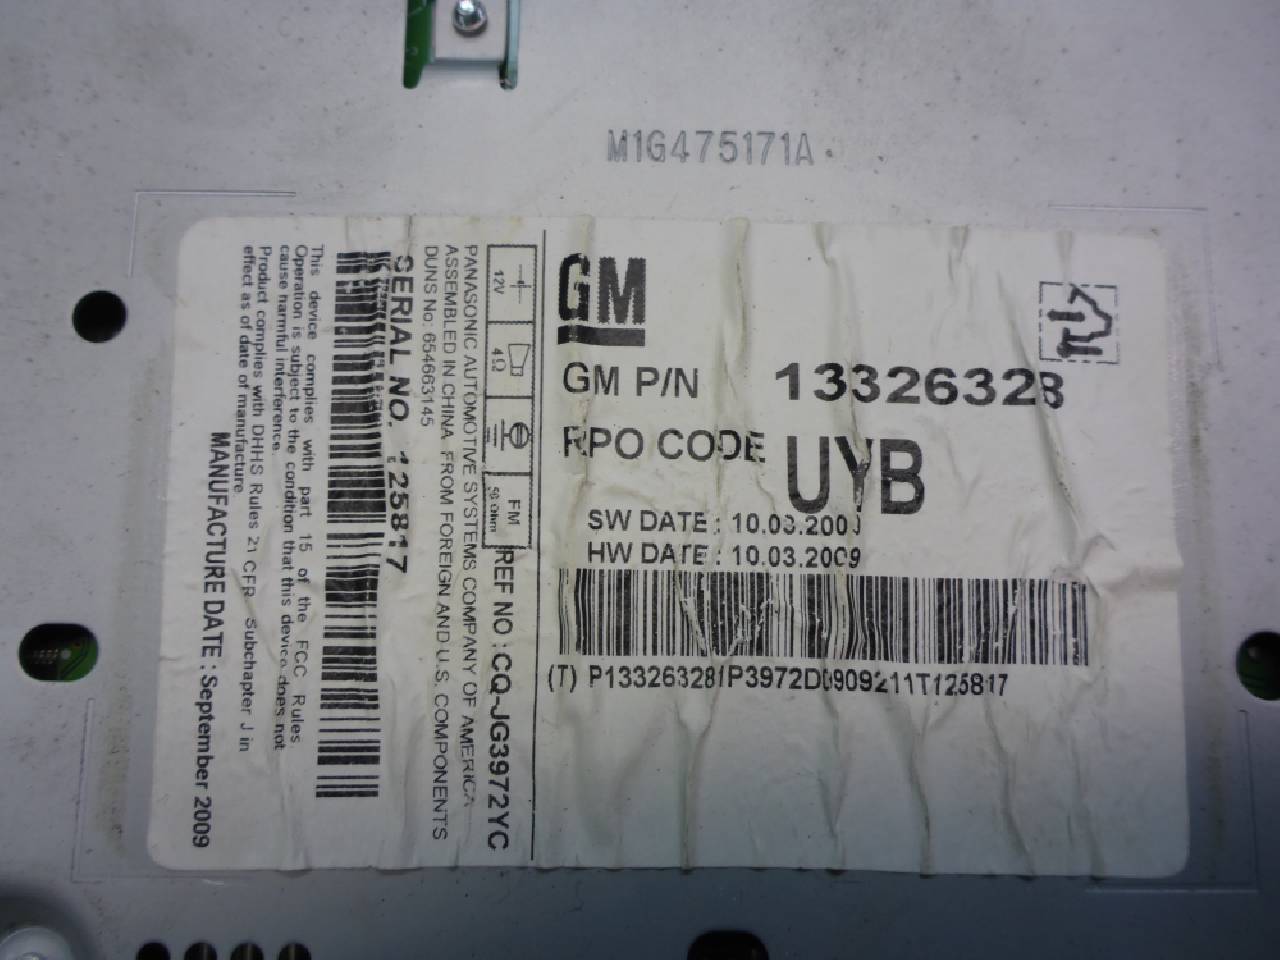 M1G475171A
GM
GM P/N 13326328
RPO CODE UYB
SW DATE : 10.03.2009
HW DATE : 10.03.2009
(T) P133263281P3972D0909211T125817
12V
4Ω
FM
50 Ohm
REF NO : CQ-JG3972YC
PANASONIC AUTOMOTIVE SYSTEMS COMPANY OF AMERICA
ASSEMBLED IN CHINA FROM FOREIGN AND U.S. COMPONENTS
DUNS No: 654663145
SERIAL NO. 125817
This device complies with part 15 of the FCC Rules
Operation is subject to the condition that this device does not
cause harmful interference.
Product complies with DHHS Rules 21 CFR Subchapter J in
effect as of date of manufacture
MANUFACTURE DATE : September 2009